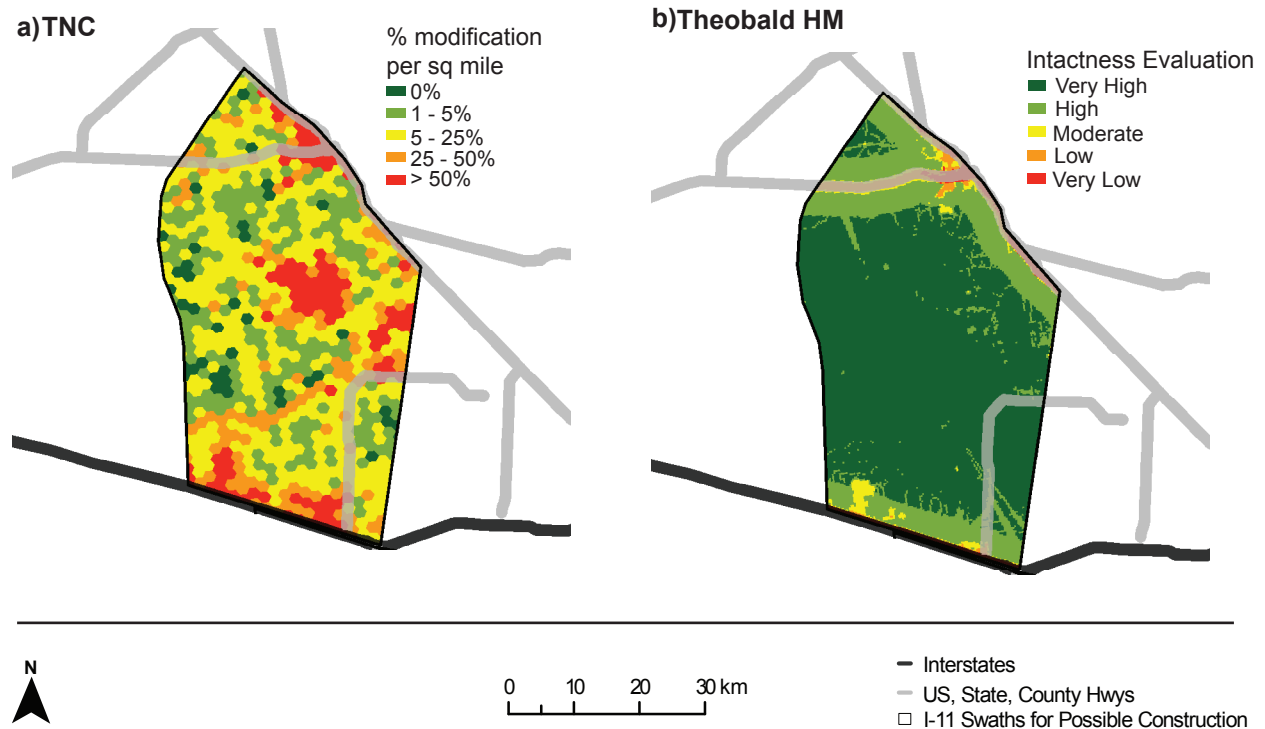 a)TNC
% modification
per sq mile
0%
1 - 5%
5 - 25%
25 - 50%
> 50%
b)Theobald HM
Intactness Evaluation
Very High
High
Moderate
Low
Very Low
N
0 10 20 30 km
Interstates
US, State, County Hwys
I-11 Swaths for Possible Construction